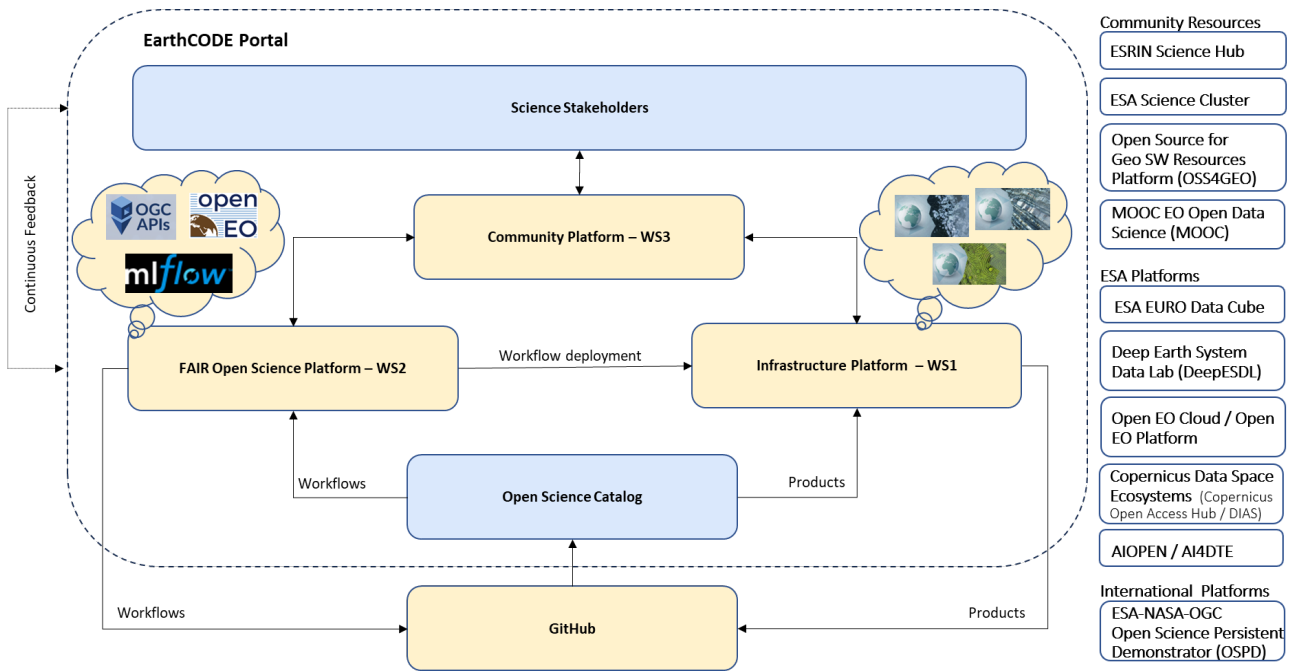 EarthCODE Portal
Science Stakeholders
Continuous Feedback
OGC
APIs
open
EO
mlflow
Community Platform – WS3
FAIR Open Science Platform – WS2
Workflow deployment
Infrastructure Platform – WS1
Workflows
Open Science Catalog
Products
Workflows
GitHub
Products
Community Resources
ESRIN Science Hub
ESA Science Cluster
Open Source for
Geo SW Resources
Platform (OSS4GEO)
MOOC EO Open Data
Science (MOOC)
ESA Platforms
ESA EURO Data Cube
Deep Earth System
Data Lab (DeepESDL)
Open EO Cloud / Open
EO Platform
Copernicus Data Space
Ecosystems (Copernicus
Open Access Hub / DIAS)
AIOPEN / AI4DTE
International Platforms
ESA-NASA-OGC
Open Science Persistent
Demonstrator (OSPD)